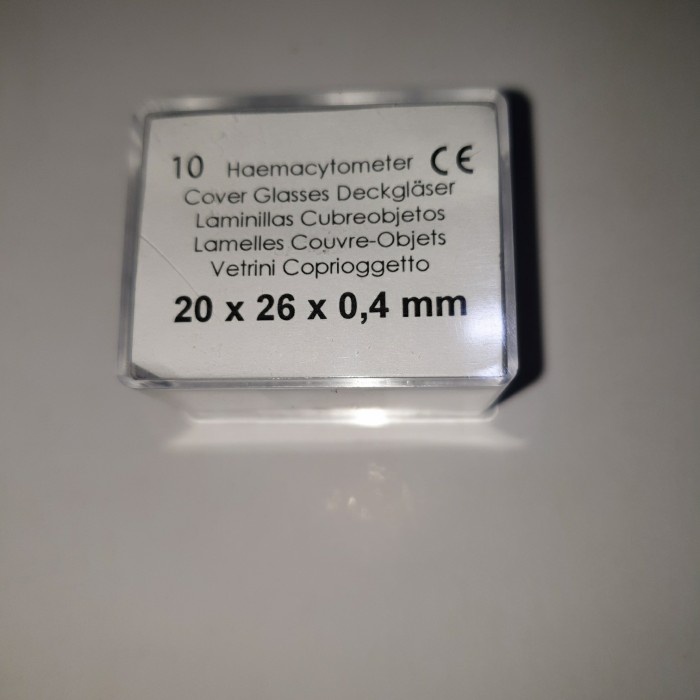 10 Haemacytometer CE
Cover Glasses Deckgläser
Laminillas Cubreobjetos
Lamelles Couvre-Objets
Vetrini Coprioggetto
20 x 26 x 0,4 mm